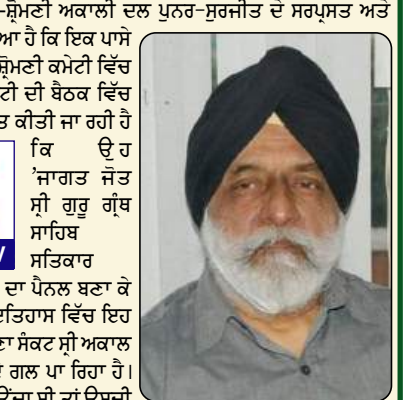 -ਸ਼੍ਰੋਮਣੀ ਅਕਾਲੀ ਦਲ ਪੁਨਰ-ਸੁਰਜੀਤ ਦੇ ਸਰਪ੍ਰਸਤ ਅਤੇ
ਆ ਹੈ ਕਿ ਇਕ ਪਾਸੇ
ਸ਼੍ਰੋਮਣੀ ਕਮੇਟੀ ਵਿੱਚ
ਟੀ ਦੀ ਬੈਠਕ ਵਿੱਚ
ਤ ਕੀਤੀ ਜਾ ਰਹੀ ਹੈ
ਕਿ ਉਹ
'ਜਾਗਤ ਜੋਤ
ਸ੍ਰੀ ਗੁਰੂ ਗ੍ਰੰਥ
ਸਾਹਿਬ
ਸਤਿਕਾਰ
ਦਾ ਪੈਨਲ ਬਣਾ ਕੇ
ਇਤਿਹਾਸ ਵਿੱਚ ਇਹ
ਣਾ ਸੰਕਟ ਸ੍ਰੀ ਅਕਾਲ
ਗਲ ਪਾ ਰਿਹਾ ਹੈ।